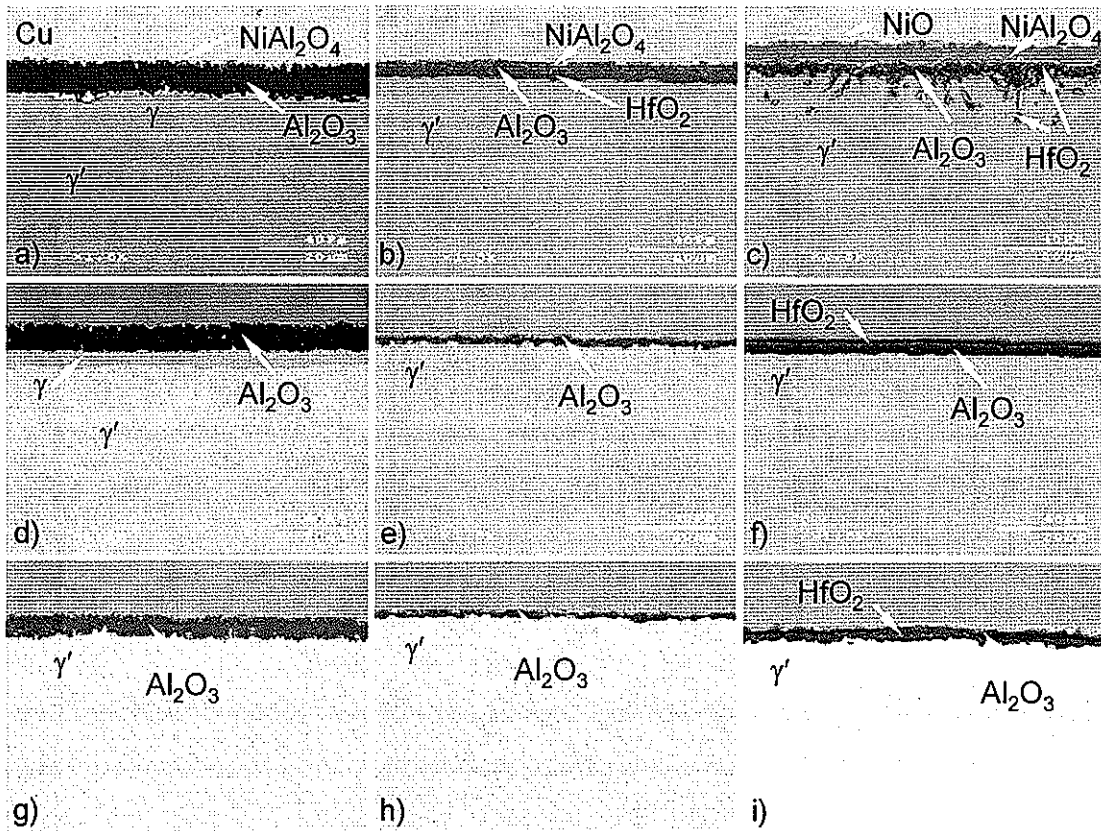 Cu
NiAl₂O₄
γ
Al₂O₃
γ′
a)
NiAl₂O₄
HfO₂
γ′
Al₂O₃
b)
NiO
NiAl₂O₄
γ′
Al₂O₃
HfO₂
c)
γ
Al₂O₃
γ′
d)
γ′
Al₂O₃
e)
HfO₂
γ′
Al₂O₃
f)
γ′
Al₂O₃
g)
γ′
Al₂O₃
h)
HfO₂
γ′
Al₂O₃
i)